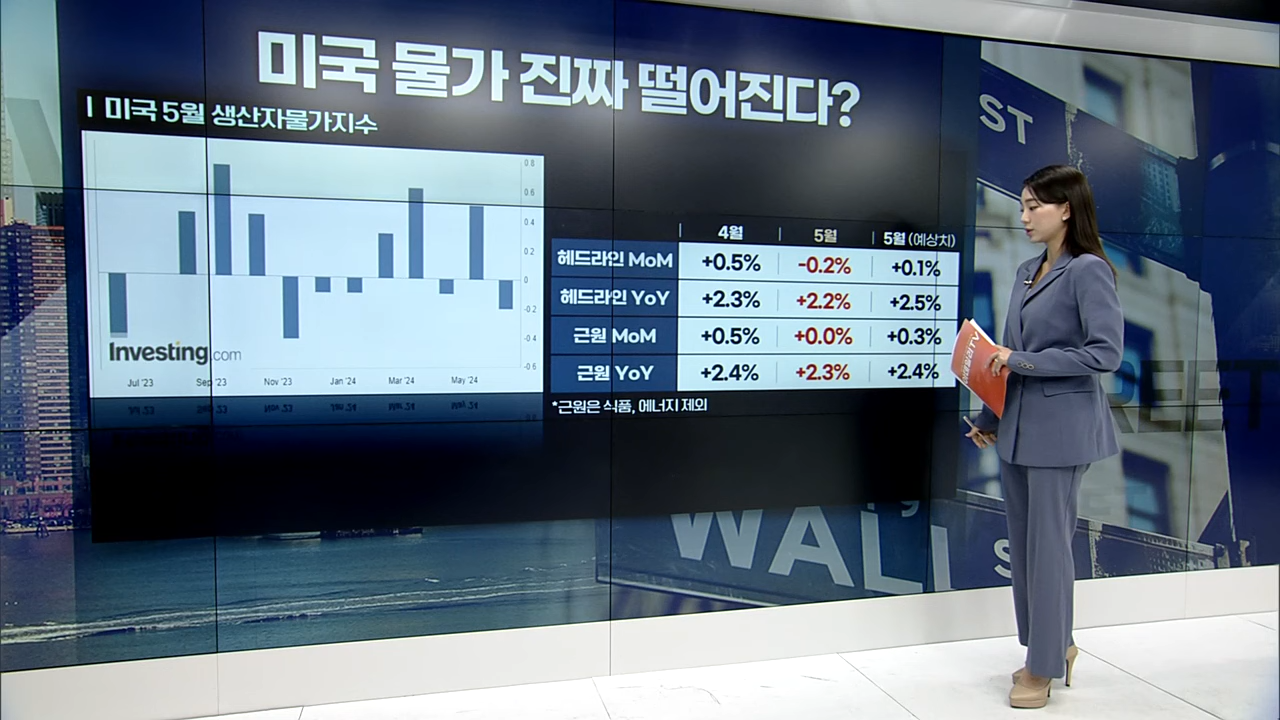 미국 물가 진짜 떨어진다?
미국 5월 생산자물가지수
0.8
0.6
0.4
0.2
0
-0.2
-0.4
-0.6
Investing.com
Jul '23
Sep '23
Nov '23
Jan '24
Mar '24
May '24
4월 5월 5월 (예상치)
헤드라인 MoM +0.5% -0.2% +0.1%
헤드라인 YoY +2.3% +2.2% +2.5%
근원 MoM +0.5% +0.0% +0.3%
근원 YoY +2.4% +2.3% +2.4%
*근원은 식품, 에너지 제외
ST
WALL ST